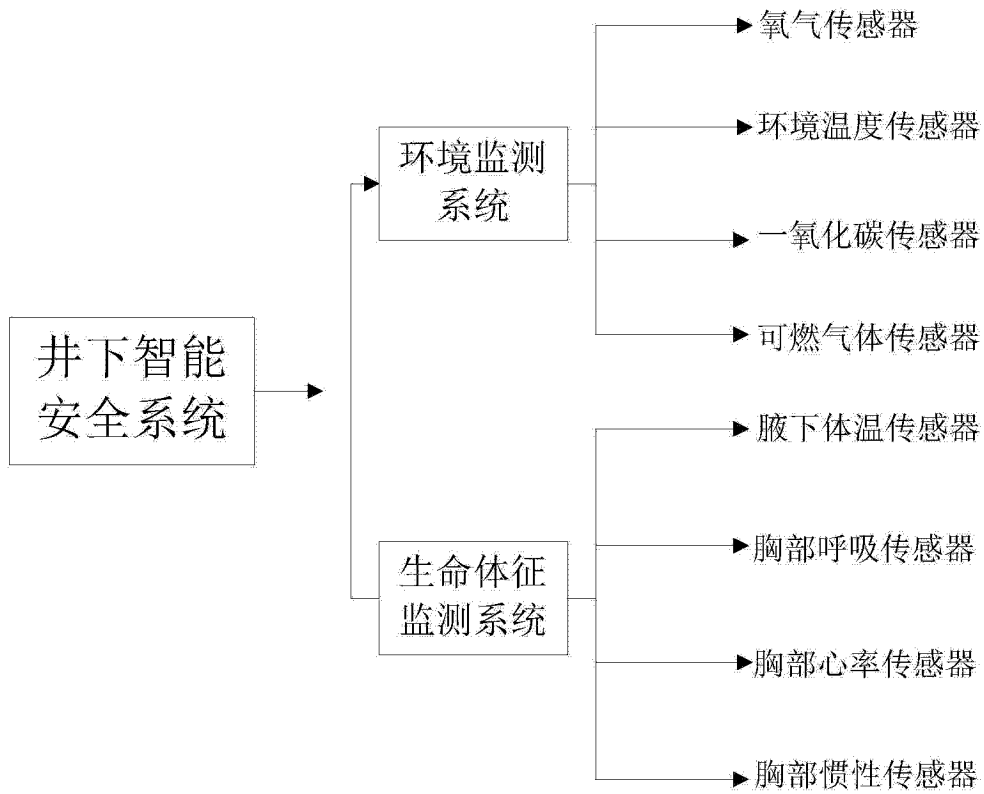 氧气传感器
环境温度传感器
环境监测
系统
一氧化碳传感器
可燃气体传感器
井下智能
安全系统
腋下体温传感器
胸部呼吸传感器
生命体征
监测系统
胸部心率传感器
胸部惯性传感器